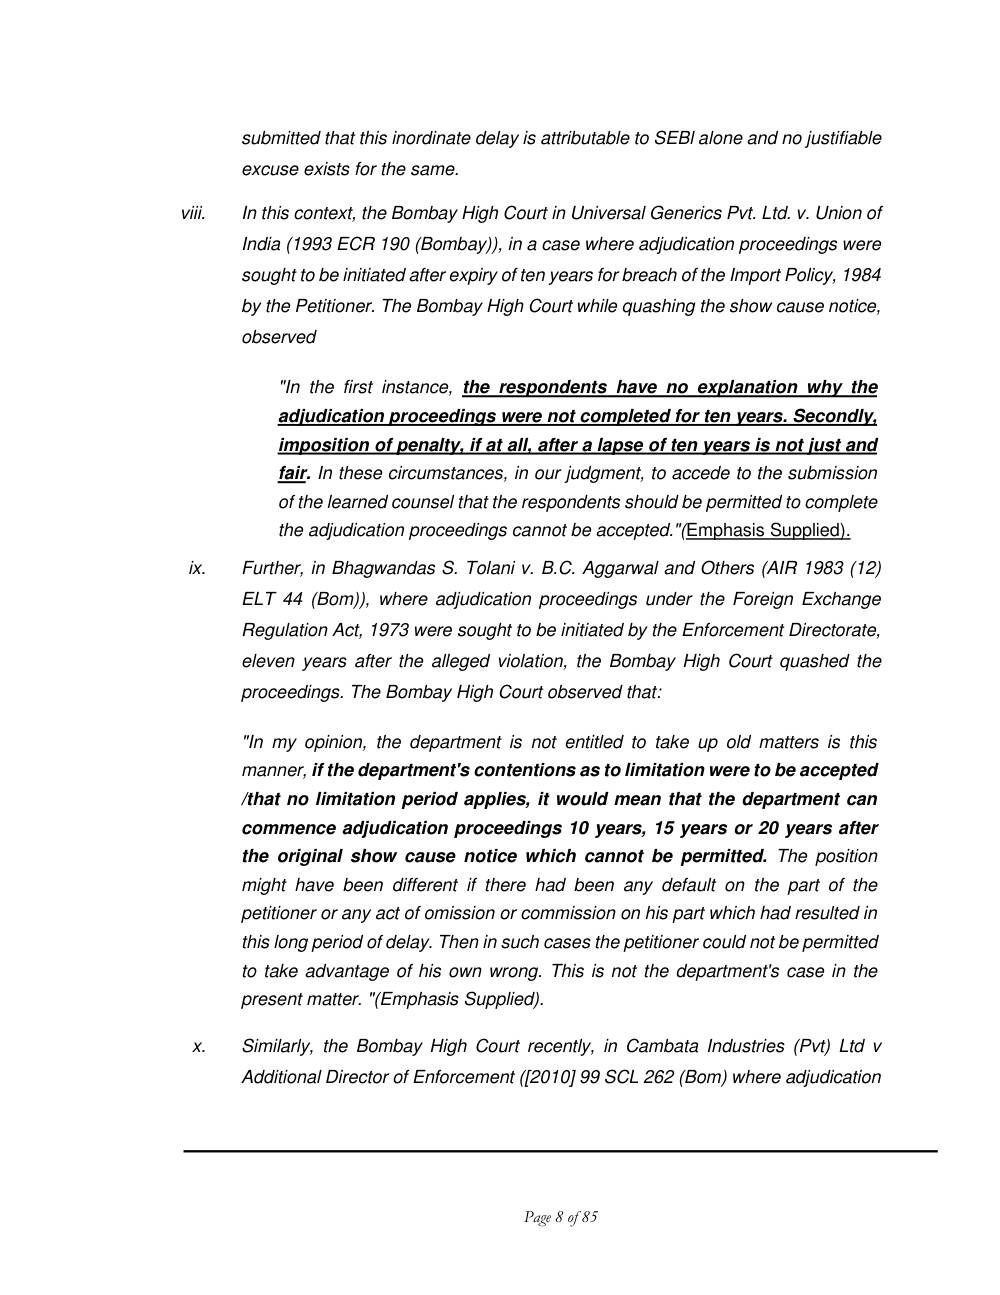 submitted that this inordinate delay is attributable to SEBI alone and no justifiable
excuse exists for the same.
viii. In this context, the Bombay High Court in Universal Generics Pvt. Ltd. v. Union of
India (1993 ECR 190 (Bombay)), in a case where adjudication proceedings were
sought to be initiated after expiry of ten years for breach of the Import Policy, 1984
by the Petitioner. The Bombay High Court while quashing the show cause notice,
observed
"In the first instance, the respondents have no explanation why the
adjudication proceedings were not completed for ten years. Secondly,
imposition of penalty, if at all, after a lapse of ten years is not just and
fair. In these circumstances, in our judgment, to accede to the submission
of the learned counsel that the respondents should be permitted to complete
the adjudication proceedings cannot be accepted."(Emphasis Supplied).
ix. Further, in Bhagwandas S. Tolani v. B.C. Aggarwal and Others (AIR 1983 (12)
ELT 44 (Bom)), where adjudication proceedings under the Foreign Exchange
Regulation Act, 1973 were sought to be initiated by the Enforcement Directorate,
eleven years after the alleged violation, the Bombay High Court quashed the
proceedings. The Bombay High Court observed that:
"In my opinion, the department is not entitled to take up old matters is this
manner, if the department's contentions as to limitation were to be accepted
/that no limitation period applies, it would mean that the department can
commence adjudication proceedings 10 years, 15 years or 20 years after
the original show cause notice which cannot be permitted. The position
might have been different if there had been any default on the part of the
petitioner or any act of omission or commission on his part which had resulted in
this long period of delay. Then in such cases the petitioner could not be permitted
to take advantage of his own wrong. This is not the department's case in the
present matter. "(Emphasis Supplied).
x. Similarly, the Bombay High Court recently, in Cambata Industries (Pvt) Ltd v
Additional Director of Enforcement ([2010] 99 SCL 262 (Bom) where adjudication
Page 8 of 85